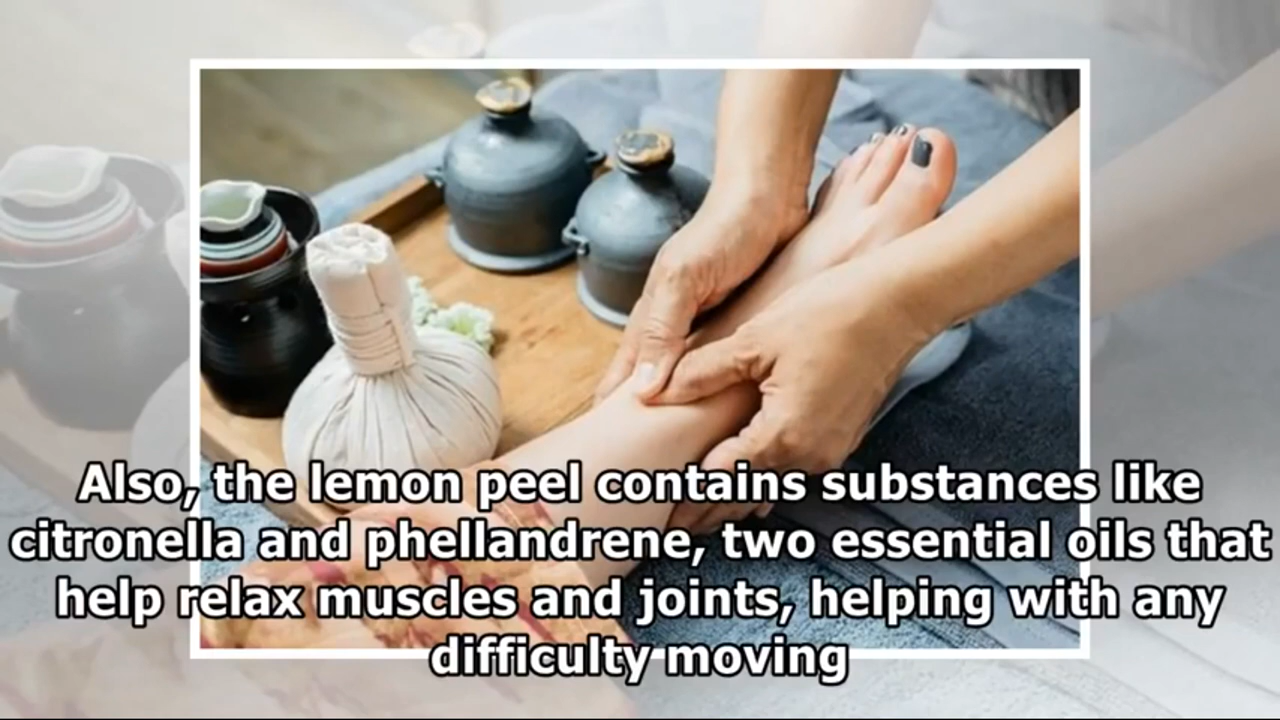 Also, the lemon peel contains substances like
citronella and phellandrene, two essential oils that
help relax muscles and joints, helping with any
difficulty moving